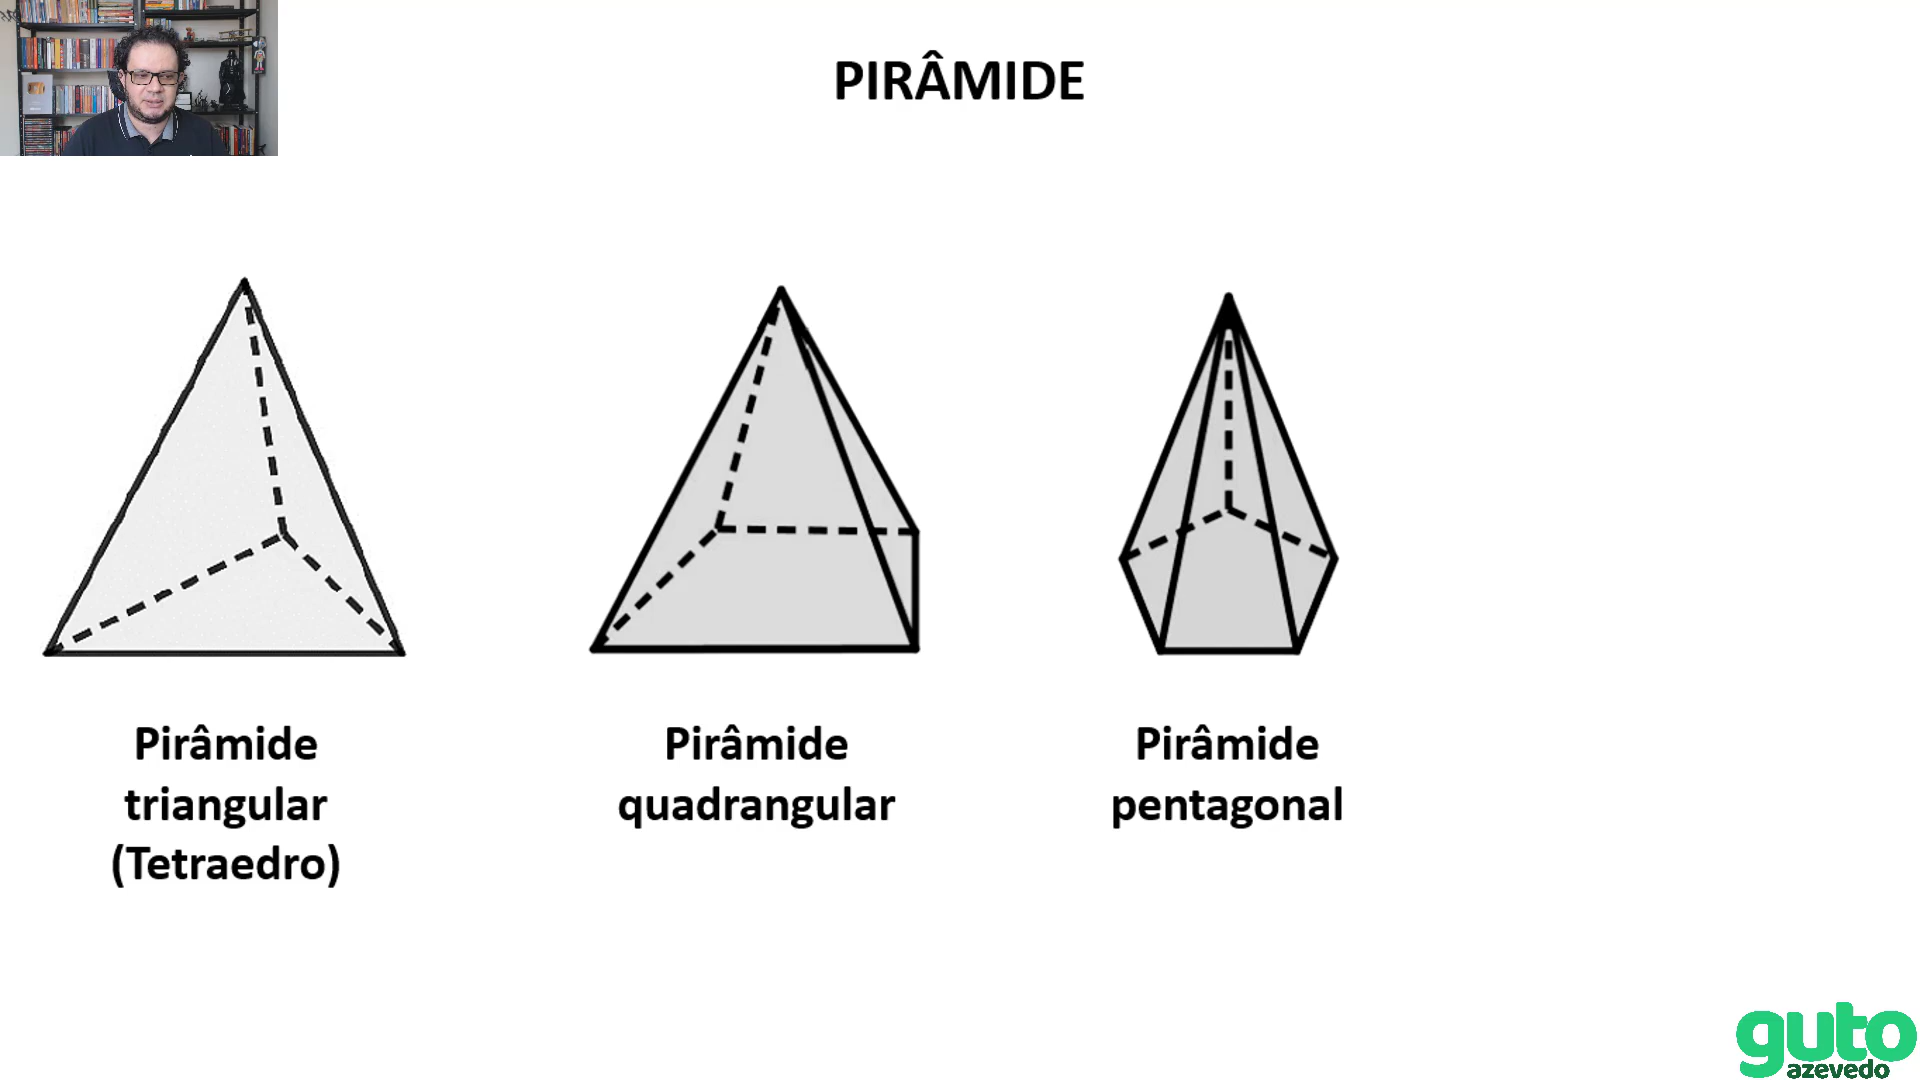 PIRÂMIDE
Pirâmide
triangular
(Tetraedro)
Pirâmide
quadrangular
Pirâmide
pentagonal
guto
azevedo